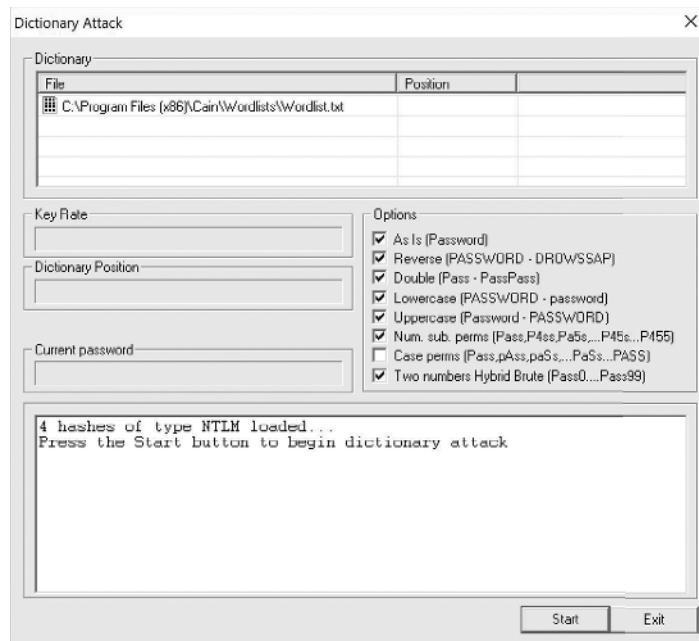 Dictionary Attack
Dictionary
File Position
C:\Program Files (x86)\Cain\Wordlists\Wordlist.txt
Key Rate
Dictionary Position
Current password
Options
As Is (Password)
Reverse (PASSWORD - DROWSSAP)
Double (Pass - PassPass)
Lowercase (PASSWORD - password)
Uppercase (Password - PASSWORD)
Num. sub. perms (Pass,P4ss,Pa5s,...P45s...P455)
Case perms (Pass,pAss,paSs,...PaSs...PASS)
Two numbers Hybrid Brute (Pass0....Pass99)
4 hashes of type NTLM loaded...
Press the Start button to begin dictionary attack
Start Exit